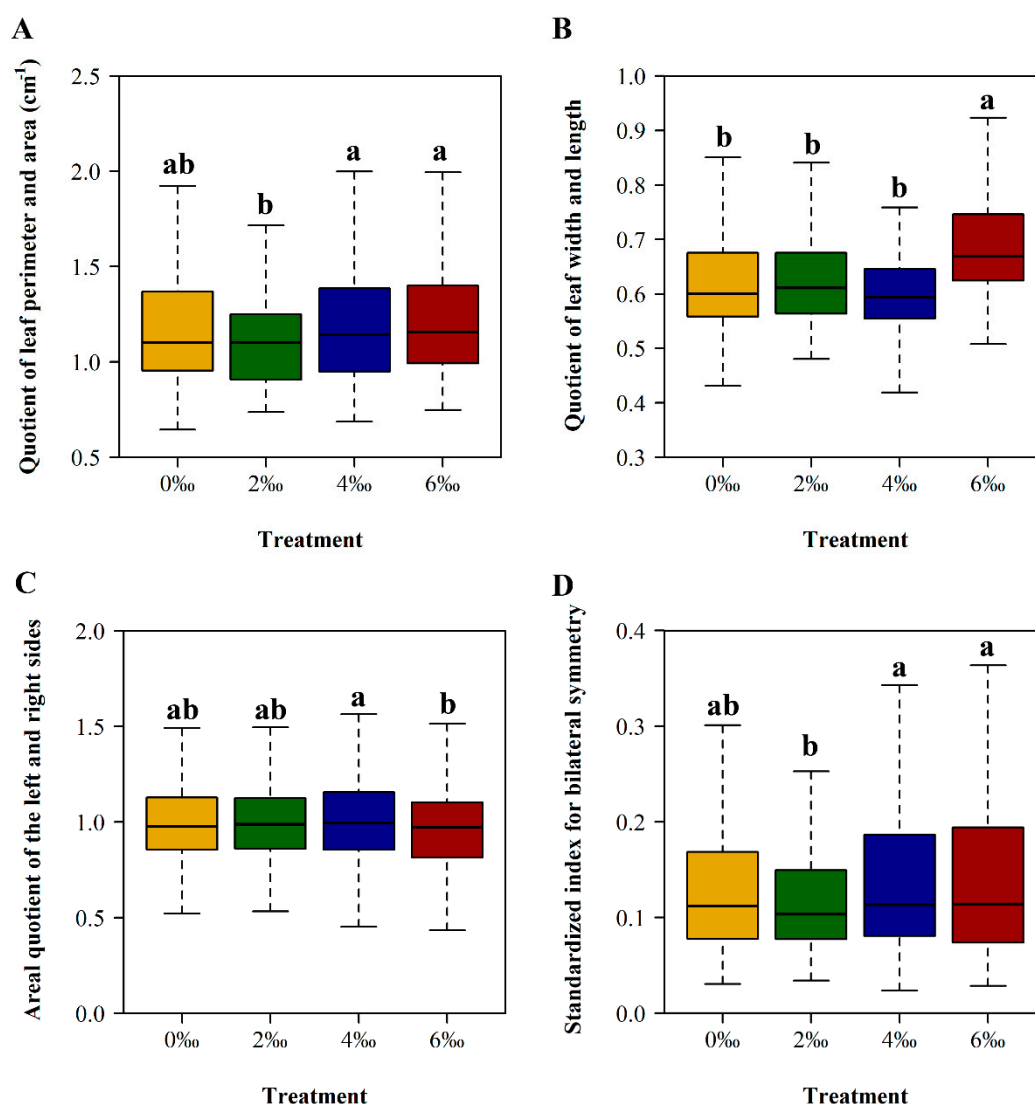 A
Quotient of leaf perimeter and area (cm⁻¹)
2.5
2.0
1.5
1.0
0.5
ab
b
a
a
0‰ 2‰ 4‰ 6‰
Treatment
B
Quotient of leaf width and length
1.0
0.9
0.8
0.7
0.6
0.5
0.4
0.3
b
b
b
a
0‰ 2‰ 4‰ 6‰
Treatment
C
Areal quotient of the left and right sides
2.0
1.5
1.0
0.5
0.0
ab
ab
a
b
0‰ 2‰ 4‰ 6‰
Treatment
D
Standardized index for bilateral symmetry
0.4
0.3
0.2
0.1
0.0
ab
b
a
a
0‰ 2‰ 4‰ 6‰
Treatment